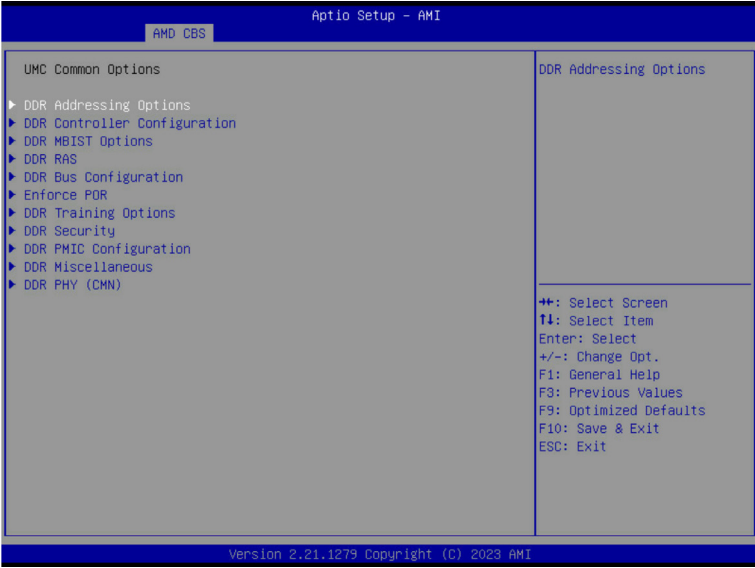 Aptio Setup – AMI
AMD CBS
UMC Common Options
DDR Addressing Options
DDR Controller Configuration
DDR MBIST Options
DDR RAS
DDR Bus Configuration
Enforce POR
DDR Training Options
DDR Security
DDR PMIC Configuration
DDR Miscellaneous
DDR PHY (CMN)
DDR Addressing Options
→←: Select Screen
↑↓: Select Item
Enter: Select
+/-: Change Opt.
F1: General Help
F3: Previous Values
F9: Optimized Defaults
F10: Save & Exit
ESC: Exit
Version 2.21.1279 Copyright (C) 2023 AMI